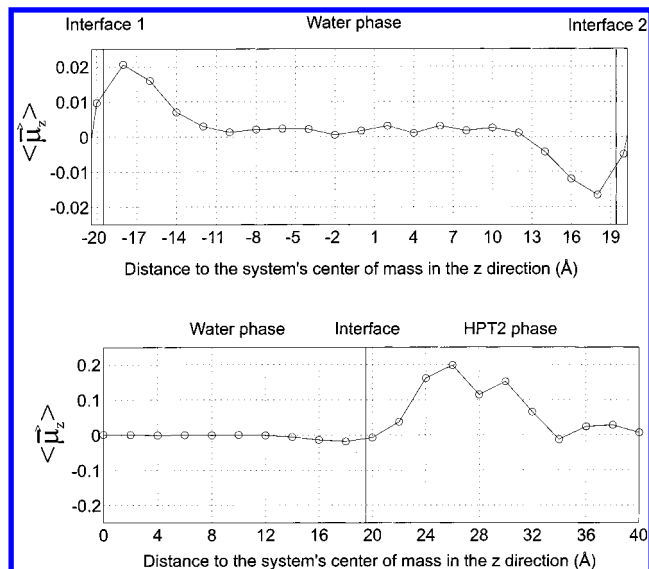 Interface 1 Water phase Interface 2
0.02
0.01
0
-0.01
-0.02
<μ̂z>
-20 -17 -14 -11 -8 -5 -2 1 4 7 10 13 16 19
Distance to the system's center of mass in the z direction (Å)
Water phase Interface HPT2 phase
0.2
0.1
0
-0.1
-0.2
<μ̂z>
0 4 8 12 16 20 24 28 32 36 40
Distance to the system's center of mass in the z direction (Å)